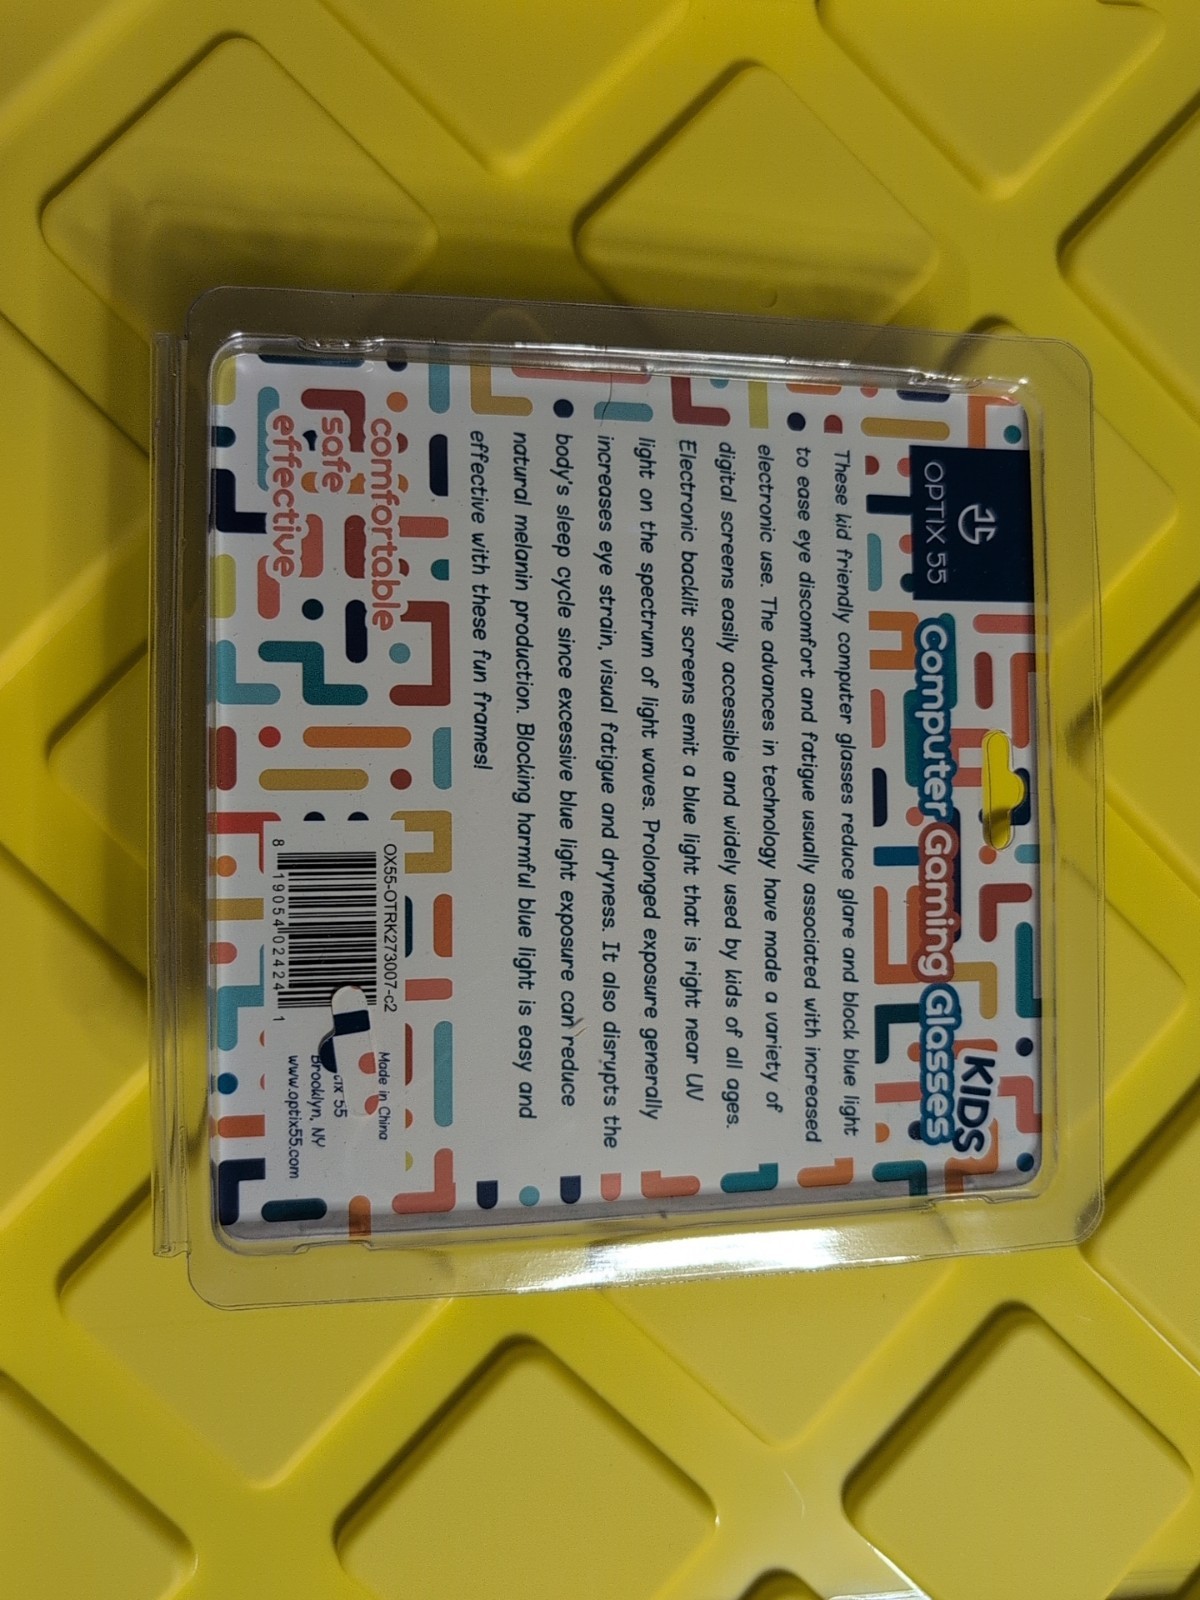 OPTIX 55
KIDS
Computer Gaming Glasses
These kid friendly computer glasses reduce glare and block blue light
to ease eye discomfort and fatigue usually associated with increased
electronic use. The advances in technology have made a variety of
digital screens easily accessible and widely used by kids of all ages.
Electronic backlit screens emit a blue light that is right near UV
light on the spectrum of light waves. Prolonged exposure generally
increases eye strain, visual fatigue and dryness. It also disrupts the
body's sleep cycle since excessive blue light exposure can reduce
natural melanin production. Blocking harmful blue light is easy and
effective with these fun frames!
comfortable
safe
effective
OX55-OTRK273007-c2
8 19054 02424 1
Made in China
55
Brooklyn, NY
www.optix55.com